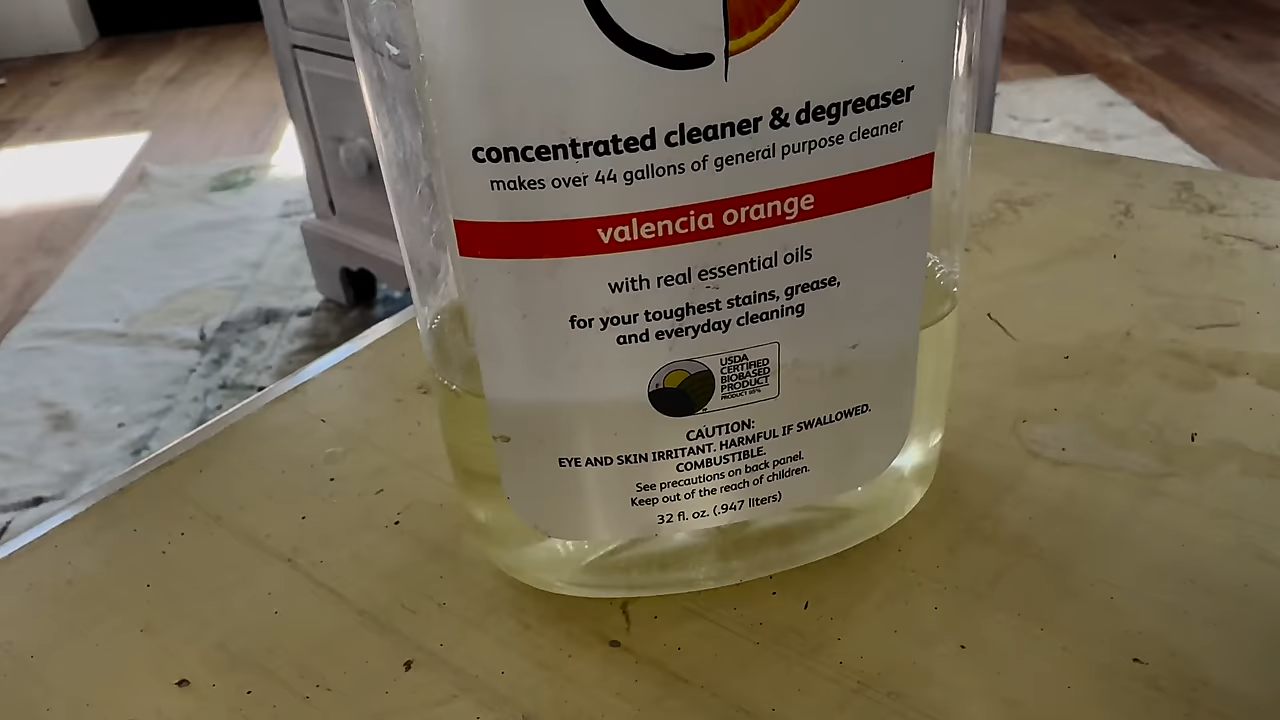 concentrated cleaner & degreaser
makes over 44 gallons of general purpose cleaner
valencia orange
with real essential oils
for your toughest stains, grease,
and everyday cleaning
USDA
CERTIFIED
BIOBASED
PRODUCT
CAUTION:
EYE AND SKIN IRRITANT. HARMFUL IF SWALLOWED.
COMBUSTIBLE.
See precautions on back panel.
Keep out of the reach of children.
32 fl. oz. (.947 liters)